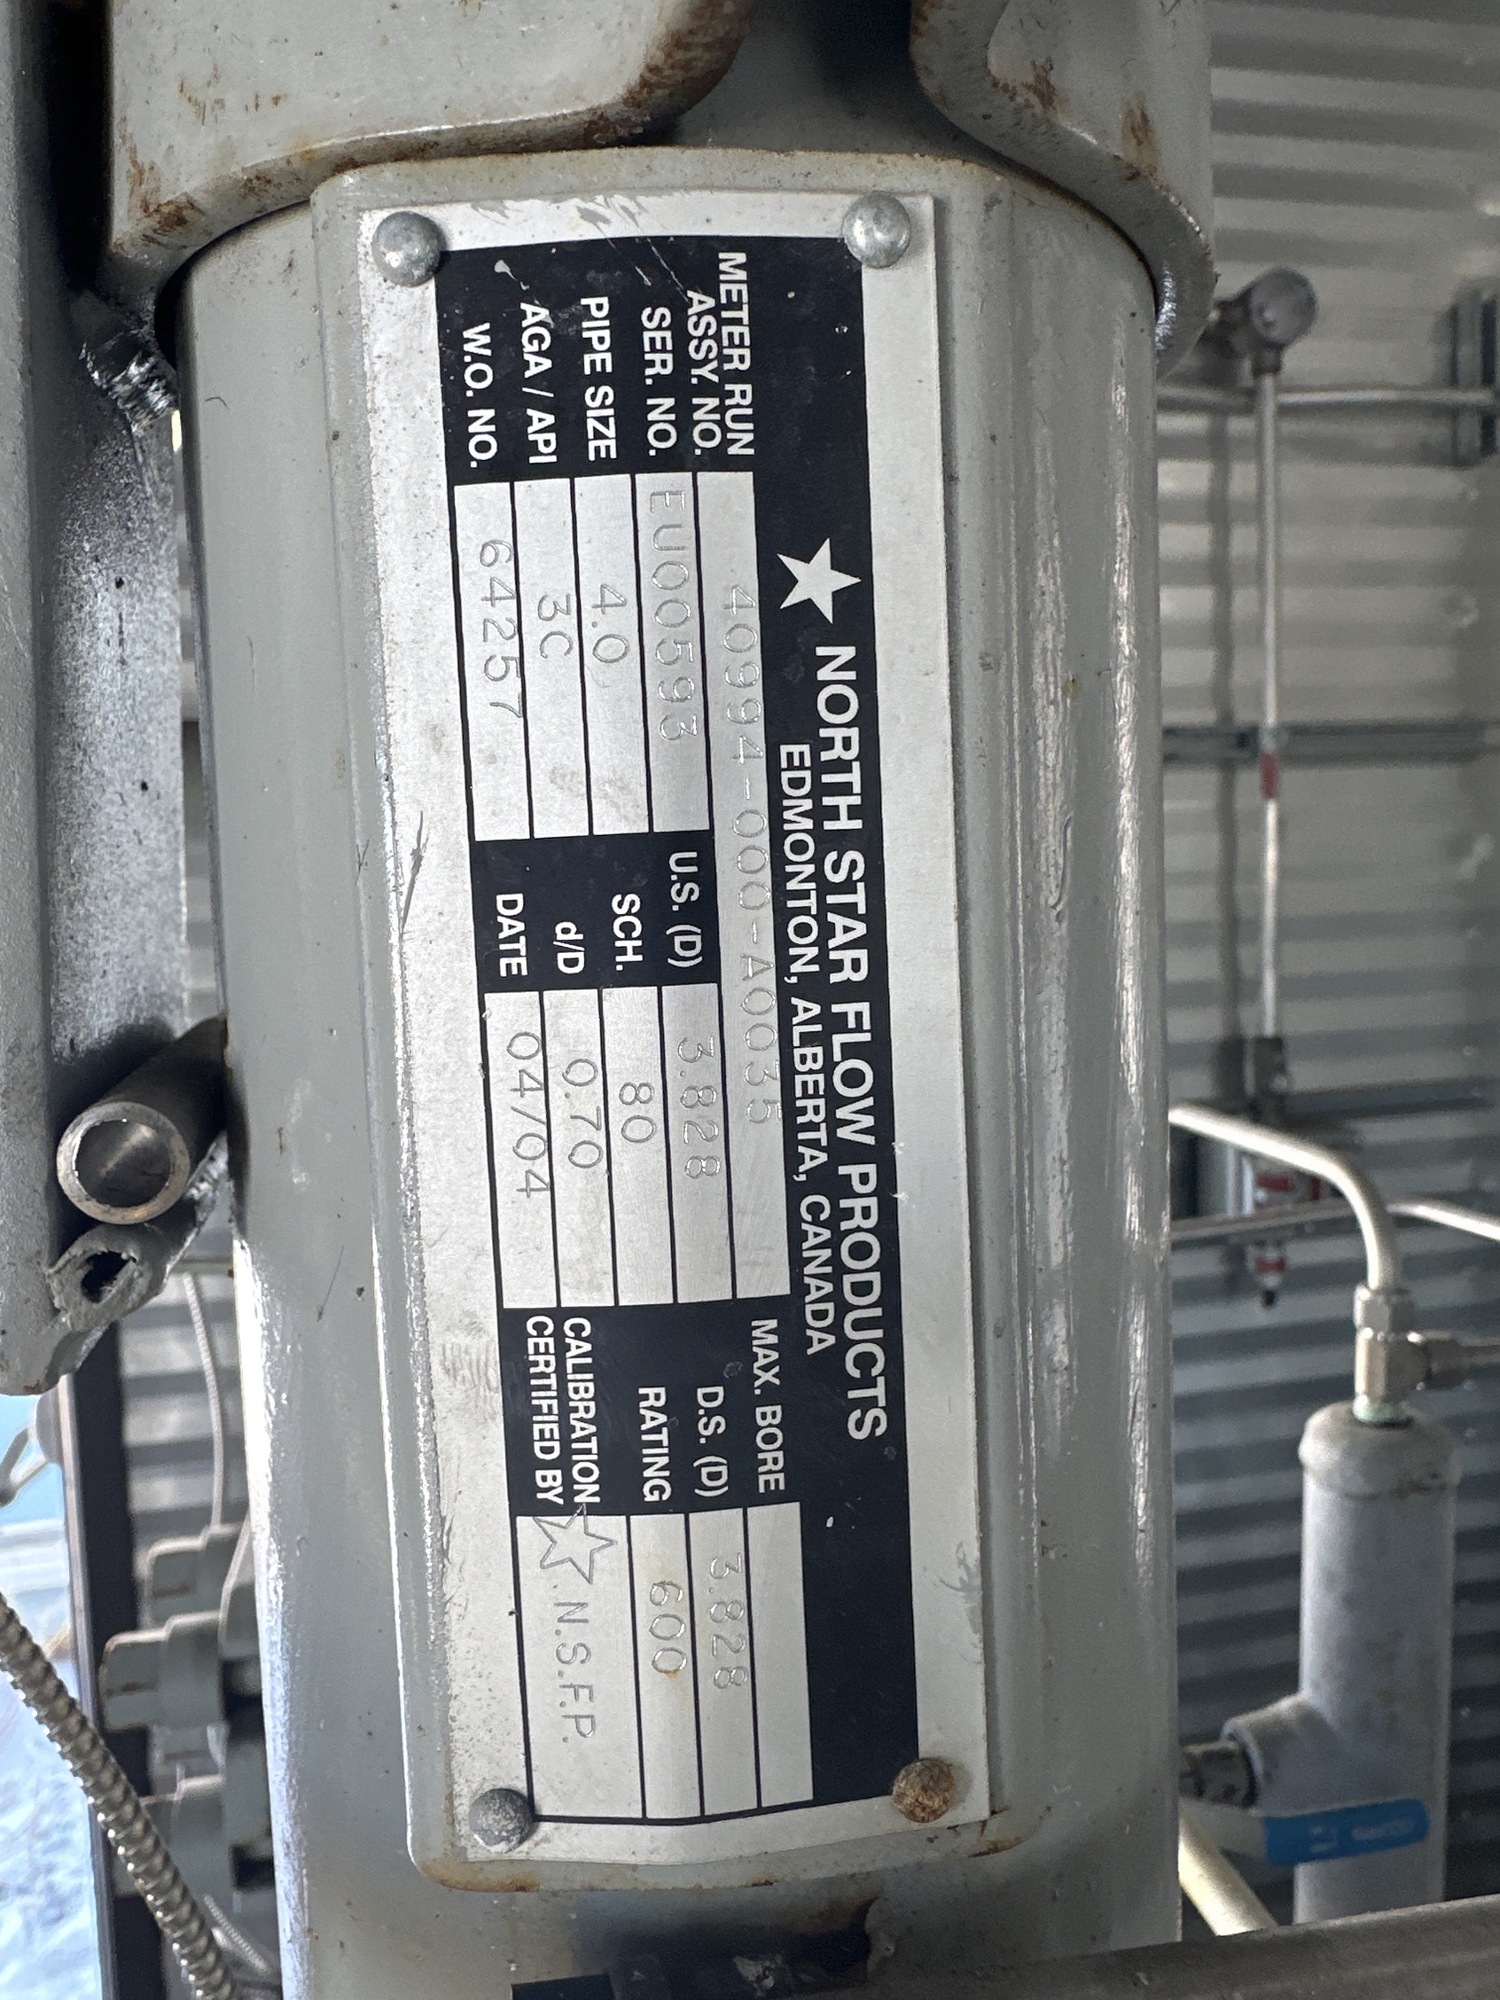 NORTH STAR FLOW PRODUCTS
EDMONTON, ALBERTA, CANADA
METER RUN
ASSY. NO. 40994-000-A0035 MAX. BORE
SER. NO. EU00593 U.S. (D) 3.828 D.S. (D) 3.828
PIPE SIZE 4.0 SCH. 80 RATING 600
AGA / API 3C d/D 0.70 CALIBRATION
W.O. NO. 64257 DATE 04/04 CERTIFIED BY N.S.F.P.